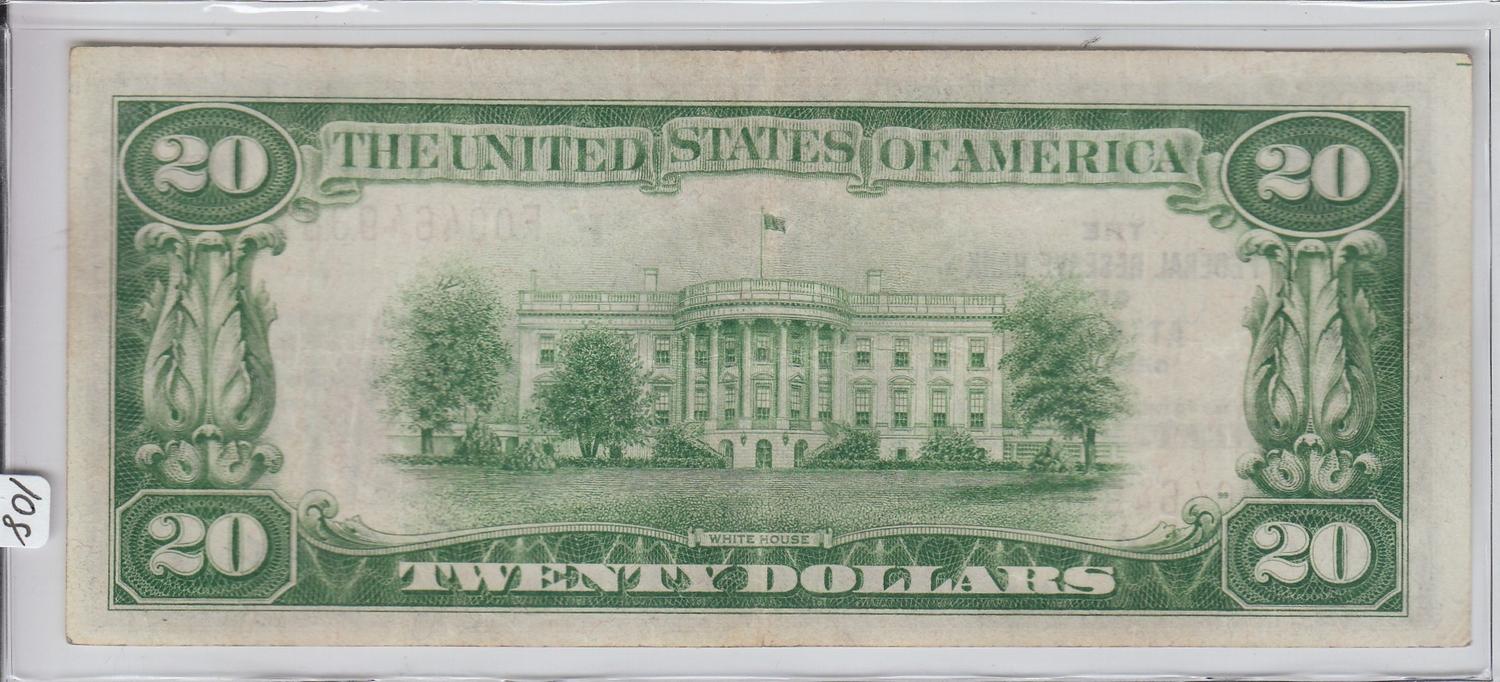 20 THE UNITED STATES OF AMERICA 20
WHITE HOUSE
20 TWENTY DOLLARS 20
108